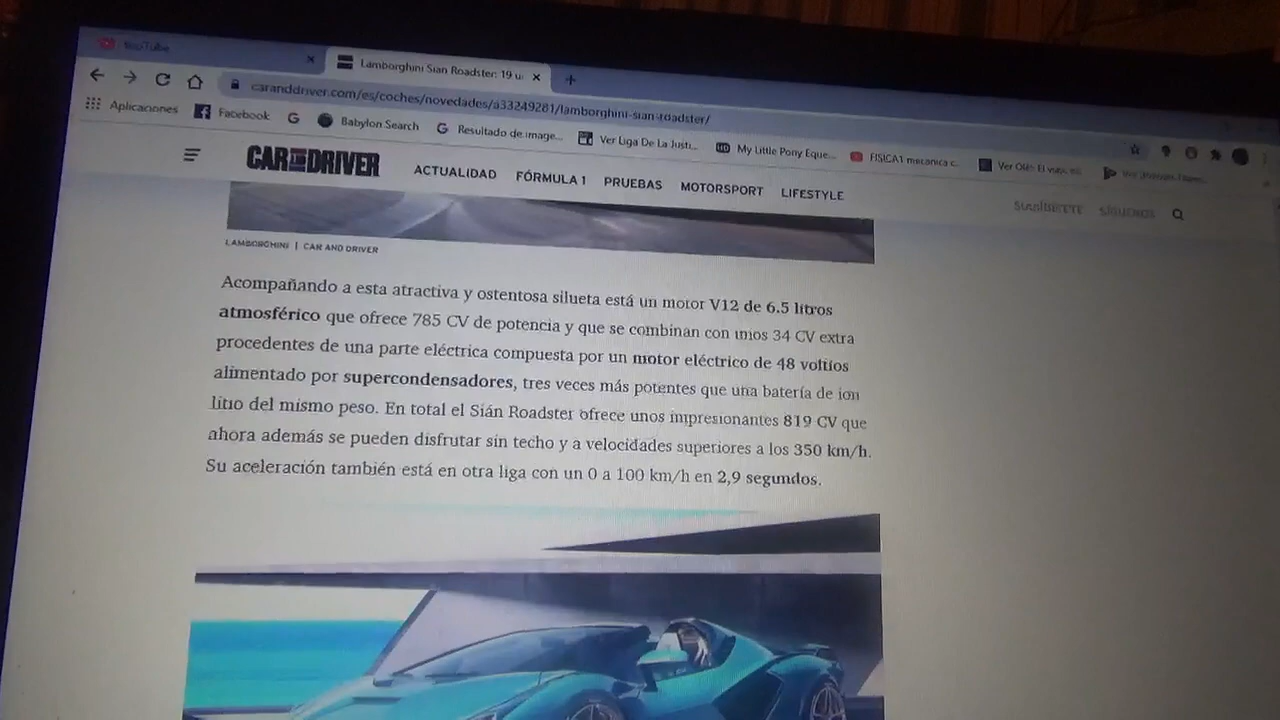 YouTube
Lamborghini Sian Roadster: 19 u
caranddriver.com/es/coches/novedades/a33249281/lamborghini-sian-roadster/
Aplicaciones Facebook Babylon Search Resultado de image... Ver Liga De La Justi... My Little Pony Eque... FISICA1 mecanica c...
CAR AND DRIVER ACTUALIDAD FÓRMULA 1 PRUEBAS MOTORSPORT LIFESTYLE SUSCRÍBETE SÍGUENOS
LAMBORGHINI | CAR AND DRIVER
Acompañando a esta atractiva y ostentosa silueta está un motor V12 de 6.5 litros
atmosférico que ofrece 785 CV de potencia y que se combinan con unos 34 CV extra
procedentes de una parte eléctrica compuesta por un motor eléctrico de 48 voltios
alimentado por supercondensadores, tres veces más potentes que una batería de ion
litio del mismo peso. En total el Sián Roadster ofrece unos impresionantes 819 CV que
ahora además se pueden disfrutar sin techo y a velocidades superiores a los 350 km/h.
Su aceleración también está en otra liga con un 0 a 100 km/h en 2,9 segundos.